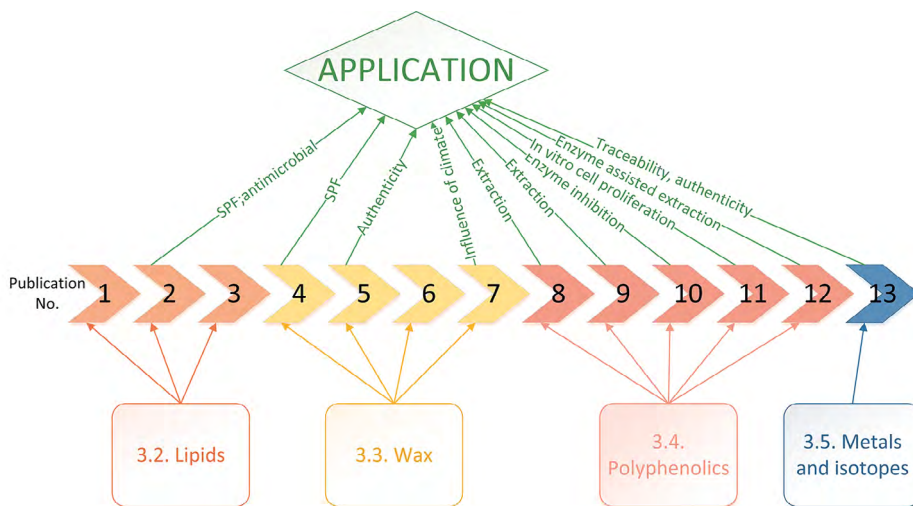 APPLICATION
SPF,antimicrobial
SPF
Authenticity
Influence of climate
Extraction
Extraction
Enzyme inhibition
In vitro cell proliferation
Enzyme assisted extraction
Traceability, authenticity
Publication
No.
1 2 3 4 5 6 7 8 9 10 11 12 13
3.2. Lipids
3.3. Wax
3.4.
Polyphenolics
3.5. Metals
and isotopes